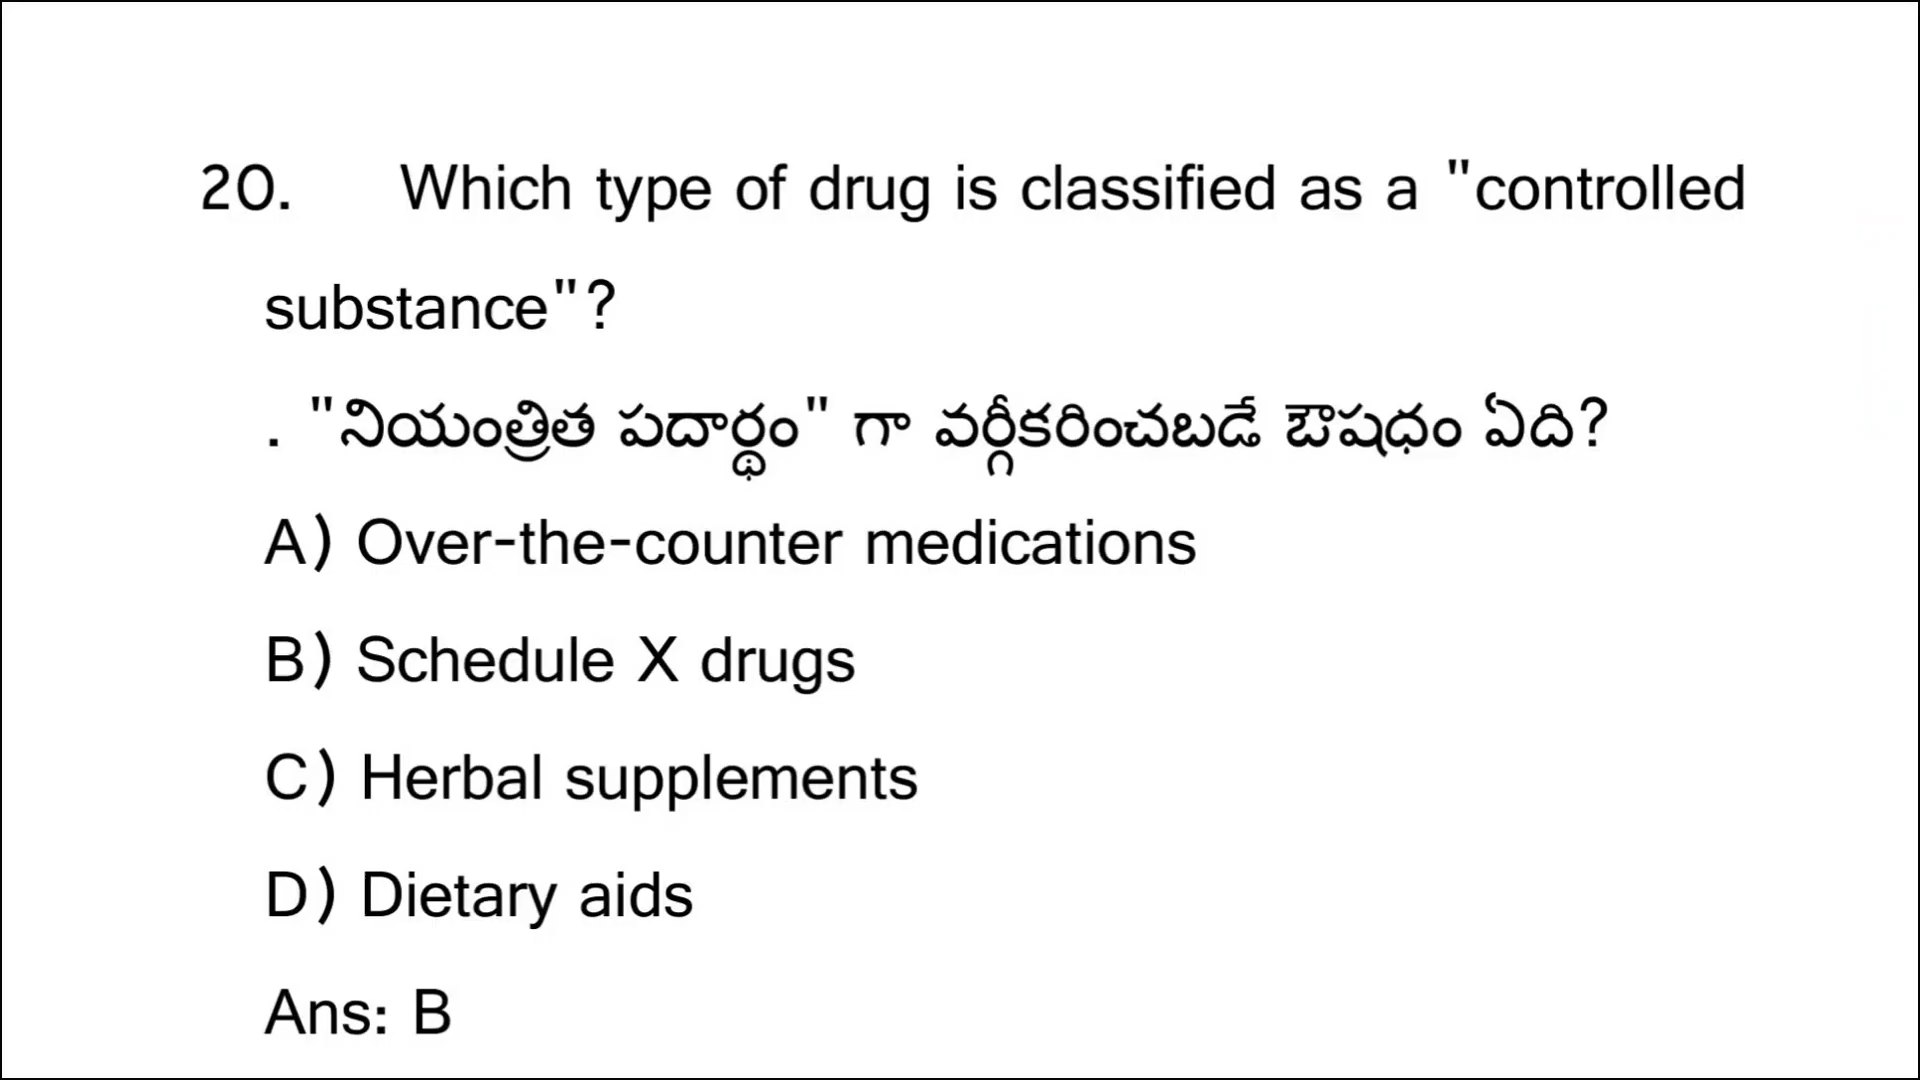 20. Which type of drug is classified as a "controlled
substance"?
. "నియంత్రిత పదార్థం" గా వర్గీకరించబడే ఔషధం ఏది?
A) Over-the-counter medications
B) Schedule X drugs
C) Herbal supplements
D) Dietary aids
Ans: B